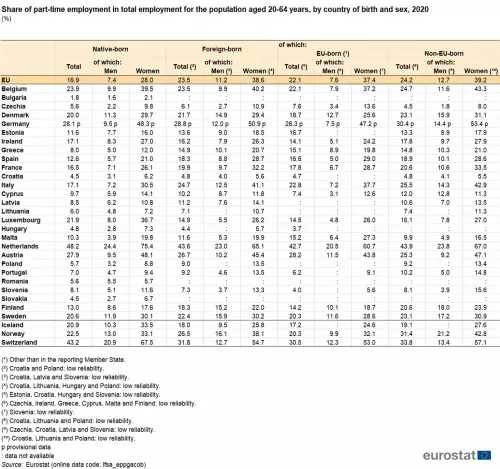 Share of part-time employment in total employment for the population aged 20-64 years, by country of birth and sex, 2020
(%)
Native-born Foreign-born of which:
EU-born (¹) Non-EU-born
Total of which: Total of which: Total of which: Total of which:
Men Women Men (²) Women (³) Men (⁴) Women (⁵) Men (⁶) Women (¹⁰)
EU 16.9 7.4 28.0 23.5 11.2 38.6 22.1 7.6 37.4 24.2 12.7 39.2
Belgium 23.9 9.9 39.5 23.5 9.9 40.2 22.1 7.9 37.2 24.7 11.6 43.3
Bulgaria 1.8 1.6 2.1 : : : : : : : : :
Czechia 5.6 2.2 9.8 6.1 2.7 10.9 7.6 3.4 13.6 4.5 1.8 8.0
Denmark 20.0 11.3 29.7 21.7 14.9 29.4 18.7 12.7 25.6 23.1 15.9 31.1
Germany 28.1 p 9.5 p 48.3 p 28.8 p 12.0 p 50.9 p 26.3 p 7.5 p 47.2 p 30.4 p 14.4 p 53.4 p
Estonia 11.6 7.7 16.0 13.6 9.0 18.5 16.7 : : 13.3 8.9 17.9
Ireland 17.1 8.3 27.0 16.2 7.9 26.3 14.1 5.1 24.2 17.8 9.7 27.9
Greece 8.0 5.0 12.0 14.9 10.1 20.7 15.1 8.9 19.8 14.8 10.3 21.0
Spain 12.6 5.7 21.0 18.3 8.8 28.7 16.6 5.0 29.0 18.9 10.1 28.6
France 16.5 7.1 26.1 19.9 9.7 32.2 17.8 6.7 28.7 20.6 10.6 33.5
Croatia 4.5 3.1 6.2 4.8 4.0 5.6 4.7 : : 4.8 4.1 5.5
Italy 17.1 7.2 30.5 24.7 12.5 41.1 22.8 7.2 37.7 25.5 14.3 42.9
Cyprus 9.7 5.9 14.1 10.2 8.7 11.8 7.4 3.1 12.6 12.0 12.8 11.3
Latvia 8.5 6.2 10.8 11.2 7.6 14.1 : : : 10.6 7.0 13.5
Lithuania 6.0 4.8 7.2 7.1 : 10.7 : : : 7.4 : 11.3
Luxembourg 21.9 8.0 36.7 14.9 5.5 26.2 14.5 4.8 26.0 16.1 7.8 27.0
Hungary 4.8 2.8 7.3 4.4 : 5.7 3.7 : : : : :
Malta 10.3 3.9 19.8 11.6 5.3 19.9 15.2 6.4 27.3 9.9 4.9 16.5
Netherlands 48.2 24.4 75.4 43.6 23.0 65.1 42.7 20.5 60.7 43.9 23.8 67.0
Austria 27.9 9.5 48.1 26.7 10.2 45.4 28.2 11.5 43.8 25.3 9.2 47.1
Poland 5.7 3.2 8.8 9.0 : 13.5 : : : 9.2 : 13.4
Portugal 7.0 4.7 9.4 9.2 4.6 13.5 6.2 : 9.1 10.2 5.0 14.8
Romania 5.6 5.5 5.7 : : : : : : : : :
Slovenia 8.1 5.1 11.6 7.3 3.7 13.3 4.0 : 5.6 8.1 3.9 15.6
Slovakia 4.5 2.7 6.7 : : : : : : : : :
Finland 13.0 8.6 17.6 18.3 15.2 22.0 14.2 10.1 18.7 20.6 18.0 23.9
Sweden 20.6 11.9 30.1 22.4 15.9 30.2 20.3 11.6 28.6 23.1 17.2 30.9
Iceland 20.9 10.3 33.5 18.0 9.5 25.8 17.2 : 24.6 19.1 : 27.6
Norway 22.5 13.0 33.1 26.5 16.1 38.1 20.3 9.9 32.1 31.4 21.2 42.8
Switzerland 43.2 20.9 67.5 31.8 12.7 54.7 30.5 12.3 53.0 33.8 13.4 57.1
(¹) Other than in the reporting Member State.
(²) Croatia and Poland: low reliability.
(³) Croatia, Latvia and Slovenia: low reliability.
(⁴) Croatia, Lithuania, Hungary and Poland: low reliability.
(⁵) Estonia, Croatia, Hungary and Slovenia: low reliability.
(⁶) Czechia, Ireland, Greece, Cyprus, Malta and Finland: low reliability.
(⁷) Slovenia: low reliability.
(⁸) Croatia, Lithuania and Poland: low reliability.
(⁹) Czechia, Croatia, Latvia and Slovenia: low reliability.
(¹⁰) Croatia, Lithuania and Poland: low reliability.
p provisional data
: data not available
Source: Eurostat (online data code: lfsa_eppgacob)
eurostat